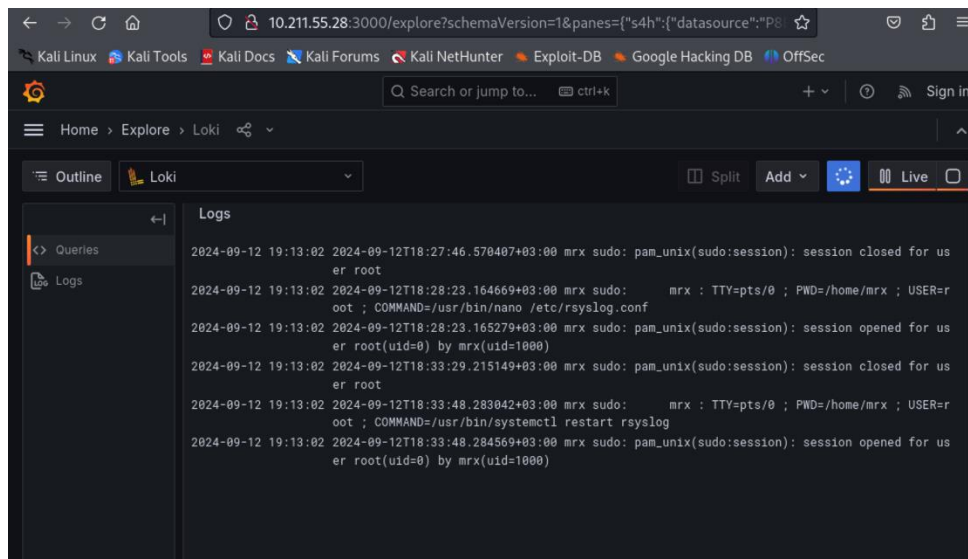 10.211.55.28:3000/explore?schemaVersion=1&panes={"s4h":{"datasource":"P8
Kali Linux Kali Tools Kali Docs Kali Forums Kali NetHunter Exploit-DB Google Hacking DB OffSec
Search or jump to... ctrl+k Sign in
Home › Explore › Loki
Outline Loki Split Add Live
Logs
Queries
Logs
2024-09-12 19:13:02 2024-09-12T18:27:46.570407+03:00 mrx sudo: pam_unix(sudo:session): session closed for us
er root
2024-09-12 19:13:02 2024-09-12T18:28:23.164669+03:00 mrx sudo: mrx : TTY=pts/0 ; PWD=/home/mrx ; USER=r
oot ; COMMAND=/usr/bin/nano /etc/rsyslog.conf
2024-09-12 19:13:02 2024-09-12T18:28:23.165279+03:00 mrx sudo: pam_unix(sudo:session): session opened for us
er root(uid=0) by mrx(uid=1000)
2024-09-12 19:13:02 2024-09-12T18:33:29.215149+03:00 mrx sudo: pam_unix(sudo:session): session closed for us
er root
2024-09-12 19:13:02 2024-09-12T18:33:48.283042+03:00 mrx sudo: mrx : TTY=pts/0 ; PWD=/home/mrx ; USER=r
oot ; COMMAND=/usr/bin/systemctl restart rsyslog
2024-09-12 19:13:02 2024-09-12T18:33:48.284569+03:00 mrx sudo: pam_unix(sudo:session): session opened for us
er root(uid=0) by mrx(uid=1000)